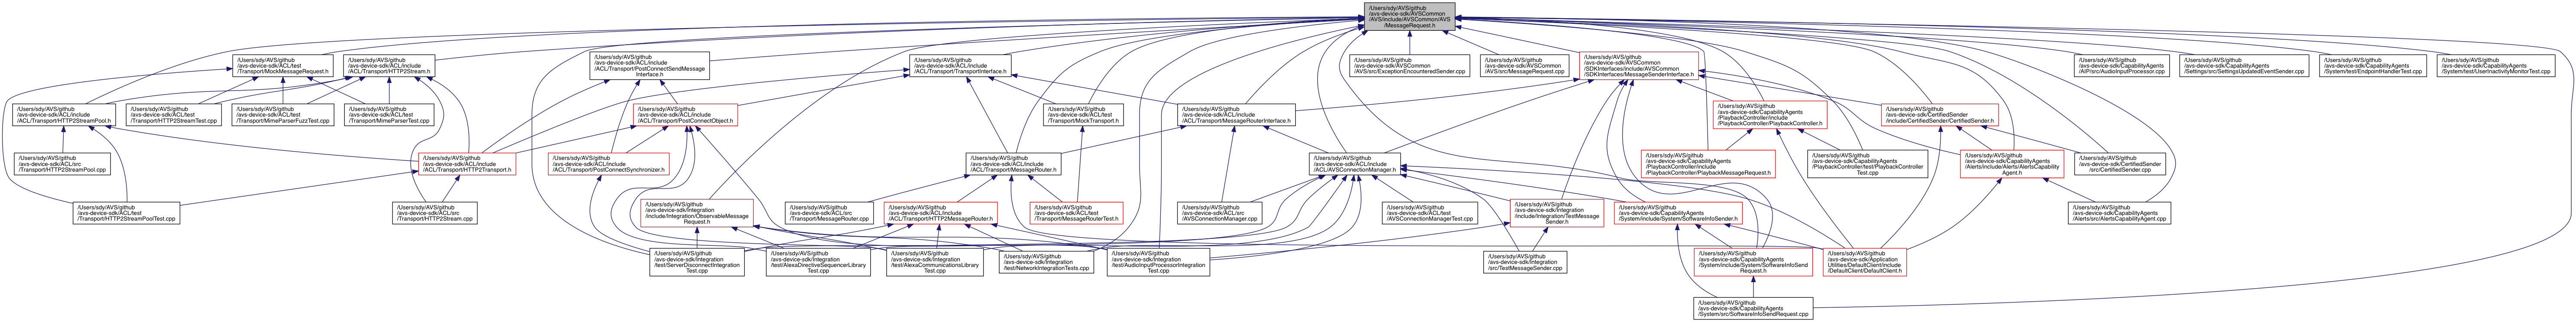 /Users/sdy/AVS/github
/avs-device-sdk/AVSCommon
/AVS/include/AVSCommon/AVS
/MessageRequest.h
/Users/sdy/AVS/github
/avs-device-sdk/ACL/test
/Transport/MockMessageRequest.h
/Users/sdy/AVS/github
/avs-device-sdk/ACL/include
/ACL/Transport/HTTP2Stream.h
/Users/sdy/AVS/github
/avs-device-sdk/ACL/include
/ACL/Transport/PostConnectSendMessage
Interface.h
/Users/sdy/AVS/github
/avs-device-sdk/ACL/include
/ACL/Transport/TransportInterface.h
/Users/sdy/AVS/github
/avs-device-sdk/AVSCommon
/AVS/src/ExceptionEncounteredSender.cpp
/Users/sdy/AVS/github
/avs-device-sdk/AVSCommon
/AVS/src/MessageRequest.cpp
/Users/sdy/AVS/github
/avs-device-sdk/AVSCommon
/SDKInterfaces/include/AVSCommon
/SDKInterfaces/MessageSenderInterface.h
/Users/sdy/AVS/github
/avs-device-sdk/CapabilityAgents
/AIP/src/AudioInputProcessor.cpp
/Users/sdy/AVS/github
/avs-device-sdk/CapabilityAgents
/Settings/src/SettingsUpdatedEventSender.cpp
/Users/sdy/AVS/github
/avs-device-sdk/CapabilityAgents
/System/test/EndpointHandlerTest.cpp
/Users/sdy/AVS/github
/avs-device-sdk/CapabilityAgents
/System/test/UserInactivityMonitorTest.cpp
/Users/sdy/AVS/github
/avs-device-sdk/ACL/include
/ACL/Transport/HTTP2StreamPool.h
/Users/sdy/AVS/github
/avs-device-sdk/ACL/test
/Transport/HTTP2StreamTest.cpp
/Users/sdy/AVS/github
/avs-device-sdk/ACL/test
/Transport/MimeParserFuzzTest.cpp
/Users/sdy/AVS/github
/avs-device-sdk/ACL/test
/Transport/MimeParserTest.cpp
/Users/sdy/AVS/github
/avs-device-sdk/ACL/include
/ACL/Transport/PostConnectObject.h
/Users/sdy/AVS/github
/avs-device-sdk/ACL/test
/Transport/MockTransport.h
/Users/sdy/AVS/github
/avs-device-sdk/ACL/include
/ACL/Transport/MessageRouterInterface.h
/Users/sdy/AVS/github
/avs-device-sdk/CapabilityAgents
/PlaybackController/include
/PlaybackController/PlaybackController.h
/Users/sdy/AVS/github
/avs-device-sdk/CertifiedSender
/include/CertifiedSender/CertifiedSender.h
/Users/sdy/AVS/github
/avs-device-sdk/ACL/src
/Transport/HTTP2StreamPool.cpp
/Users/sdy/AVS/github
/avs-device-sdk/ACL/include
/ACL/Transport/HTTP2Transport.h
/Users/sdy/AVS/github
/avs-device-sdk/ACL/include
/ACL/Transport/PostConnectSynchronizer.h
/Users/sdy/AVS/github
/avs-device-sdk/ACL/include
/ACL/Transport/MessageRouter.h
/Users/sdy/AVS/github
/avs-device-sdk/ACL/include
/ACL/AVSConnectionManager.h
/Users/sdy/AVS/github
/avs-device-sdk/CapabilityAgents
/PlaybackController/include
/PlaybackController/PlaybackMessageRequest.h
/Users/sdy/AVS/github
/avs-device-sdk/CapabilityAgents
/PlaybackController/test/PlaybackController
Test.cpp
/Users/sdy/AVS/github
/avs-device-sdk/CapabilityAgents
/Alerts/include/Alerts/AlertsCapability
Agent.h
/Users/sdy/AVS/github
/avs-device-sdk/CertifiedSender
/src/CertifiedSender.cpp
/Users/sdy/AVS/github
/avs-device-sdk/ACL/test
/Transport/HTTP2StreamPoolTest.cpp
/Users/sdy/AVS/github
/avs-device-sdk/ACL/src
/Transport/HTTP2Stream.cpp
/Users/sdy/AVS/github
/avs-device-sdk/Integration
/include/Integration/ObservableMessage
Request.h
/Users/sdy/AVS/github
/avs-device-sdk/ACL/src
/Transport/MessageRouter.cpp
/Users/sdy/AVS/github
/avs-device-sdk/ACL/include
/ACL/Transport/HTTP2MessageRouter.h
/Users/sdy/AVS/github
/avs-device-sdk/ACL/test
/Transport/MessageRouterTest.h
/Users/sdy/AVS/github
/avs-device-sdk/ACL/src
/AVSConnectionManager.cpp
/Users/sdy/AVS/github
/avs-device-sdk/ACL/test
/AVSConnectionManagerTest.cpp
/Users/sdy/AVS/github
/avs-device-sdk/Integration
/include/Integration/TestMessage
Sender.h
/Users/sdy/AVS/github
/avs-device-sdk/CapabilityAgents
/System/include/System/SoftwareInfoSender.h
/Users/sdy/AVS/github
/avs-device-sdk/CapabilityAgents
/Alerts/src/AlertsCapabilityAgent.cpp
/Users/sdy/AVS/github
/avs-device-sdk/Integration
/test/ServerDisconnectIntegration
Test.cpp
/Users/sdy/AVS/github
/avs-device-sdk/Integration
/test/AlexaDirectiveSequencerLibrary
Test.cpp
/Users/sdy/AVS/github
/avs-device-sdk/Integration
/test/AlexaCommunicationsLibrary
Test.cpp
/Users/sdy/AVS/github
/avs-device-sdk/Integration
/test/NetworkIntegrationTests.cpp
/Users/sdy/AVS/github
/avs-device-sdk/Integration
/test/AudioInputProcessorIntegration
Test.cpp
/Users/sdy/AVS/github
/avs-device-sdk/Integration
/src/TestMessageSender.cpp
/Users/sdy/AVS/github
/avs-device-sdk/CapabilityAgents
/System/include/System/SoftwareInfoSend
Request.h
/Users/sdy/AVS/github
/avs-device-sdk/Application
Utilities/DefaultClient/include
/DefaultClient/DefaultClient.h
/Users/sdy/AVS/github
/avs-device-sdk/CapabilityAgents
/System/src/SoftwareInfoSendRequest.cpp